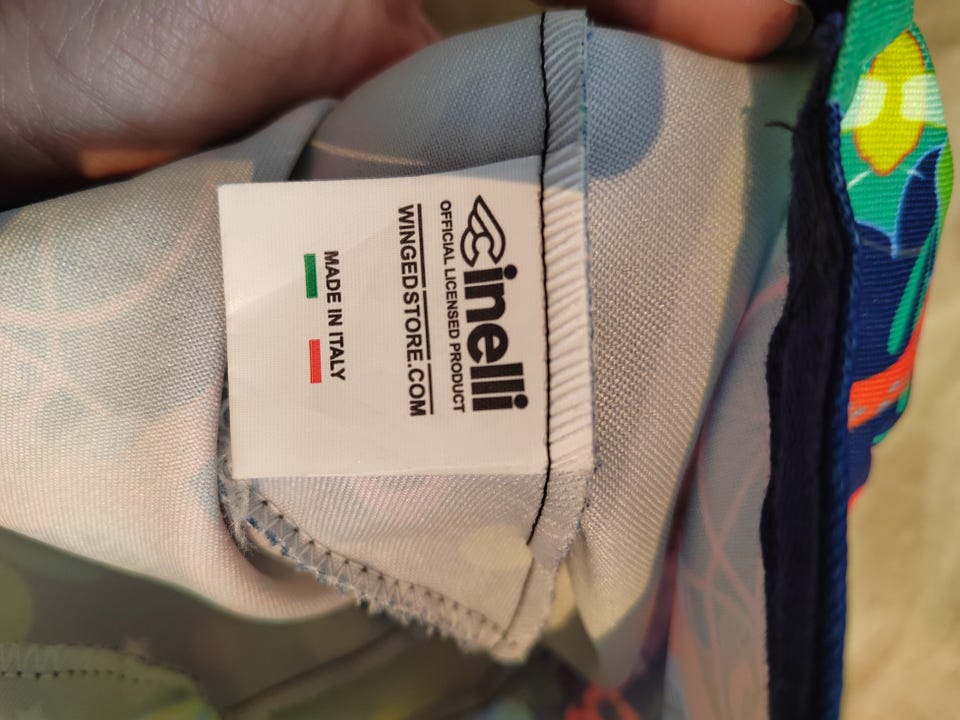 Cinelli
OFFICIAL LICENSED PRODUCT
WINGEDSTORE.COM
MADE IN ITALY